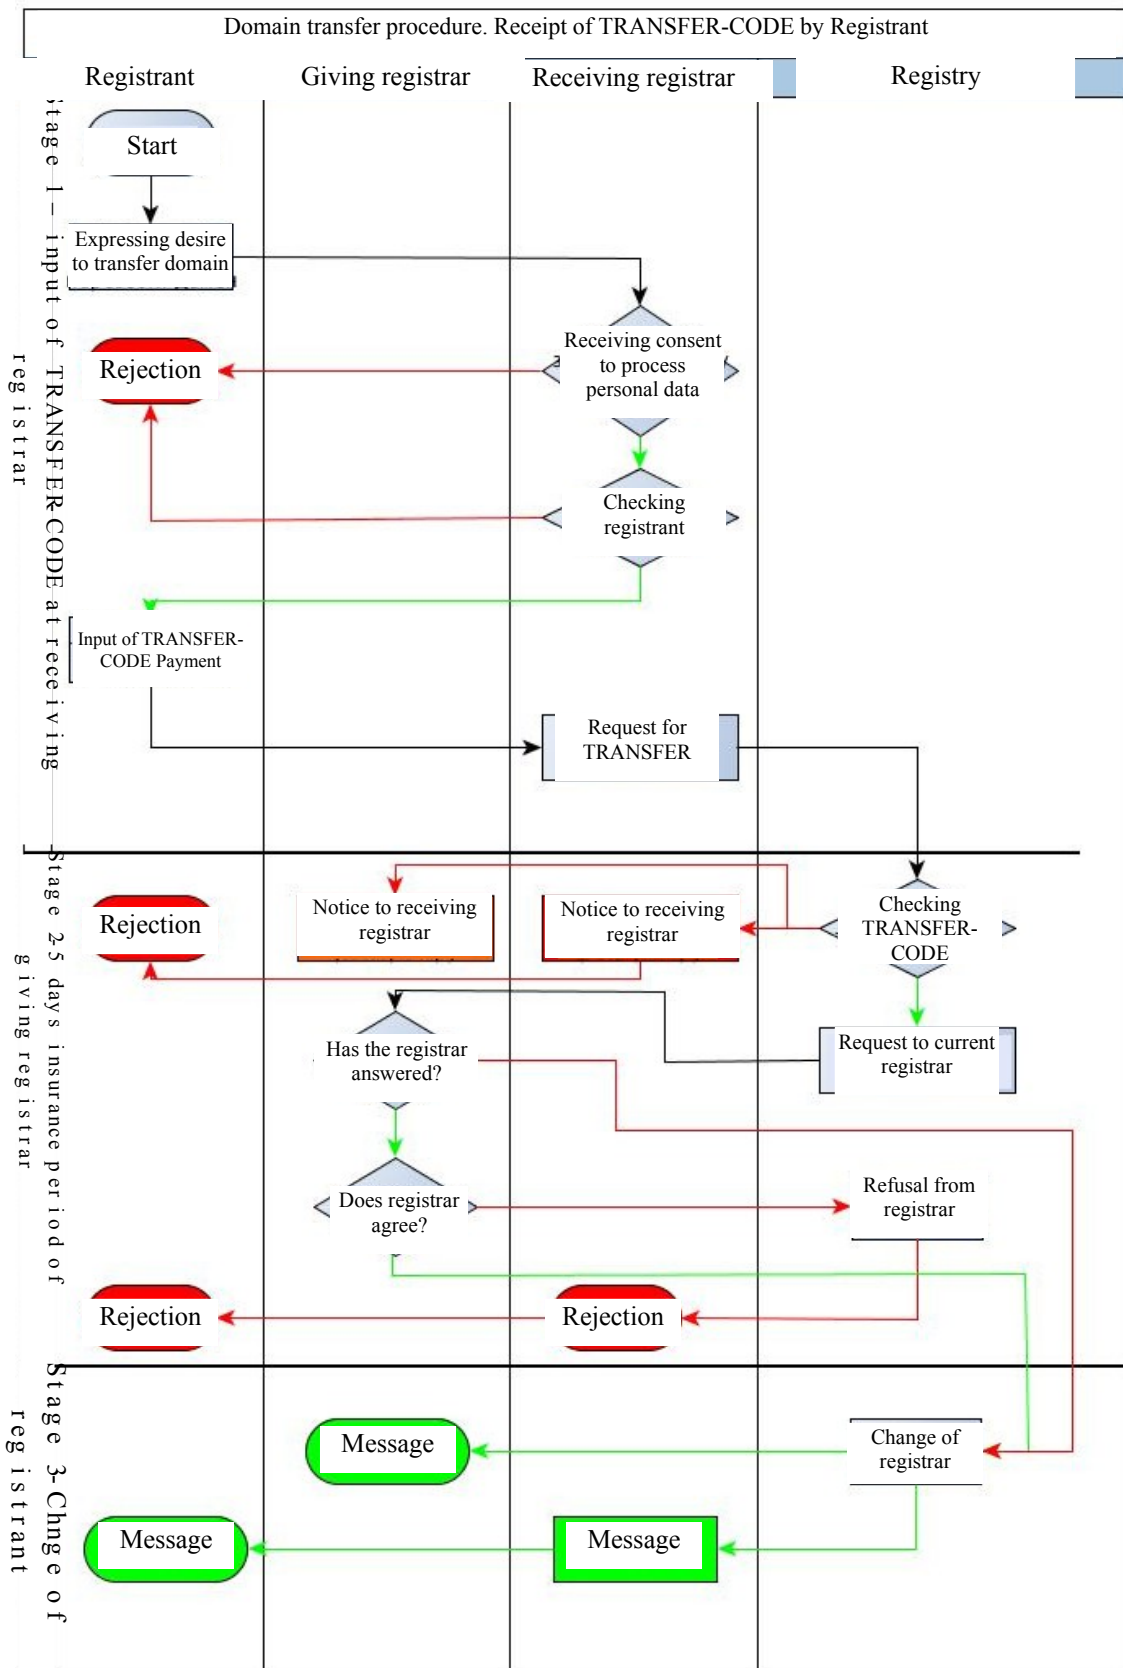 Domain transfer procedure. Receipt of TRANSFER-CODE by Registrant
Registrant
Giving registrar
Receiving registrar
Registry
Stage 1 – input of TRANSFER-CODE at receiving
registrar
Start
Expressing desire
to transfer domain
Receiving consent
to process
personal data
Rejection
Checking
registrant
Input of TRANSFER-
CODE Payment
Request for
TRANSFER
Stage 2-5 days insurance period of
giving registrar
Rejection
Notice to receiving
registrar
Notice to receiving
registrar
Checking
TRANSFER-
CODE
Has the registrar
answered?
Request to current
registrar
Does registrar
agree?
Refusal from
registrar
Rejection
Rejection
Stage 3-Chnge of
registrant
Message
Change of
registrar
Message
Message